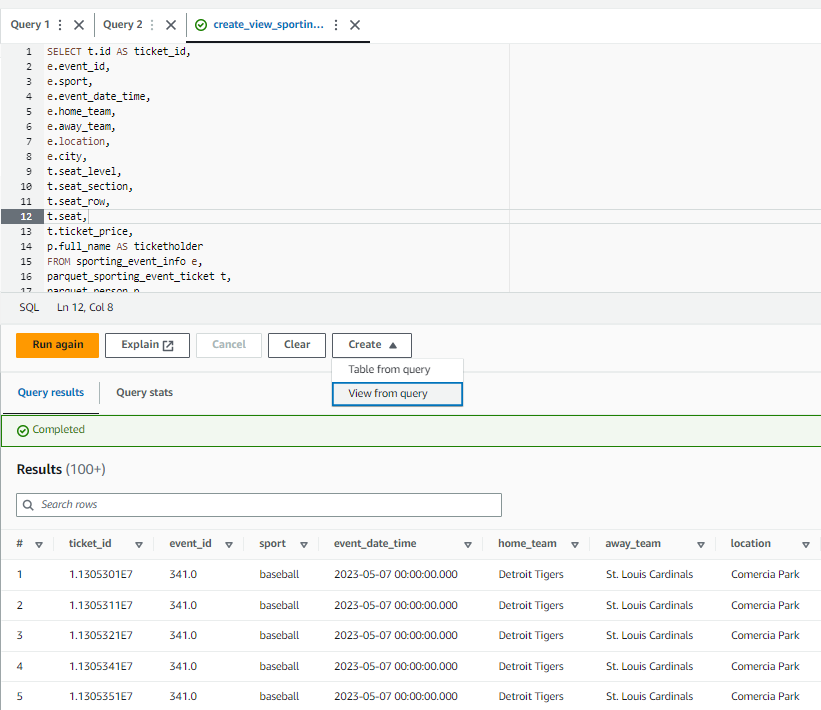 Query 1 ⋮ ✕ Query 2 ⋮ ✕ create_view_sportin... ⋮ ✕
1 SELECT t.id AS ticket_id,
2 e.event_id,
3 e.sport,
4 e.event_date_time,
5 e.home_team,
6 e.away_team,
7 e.location,
8 e.city,
9 t.seat_level,
10 t.seat_section,
11 t.seat_row,
12 t.seat,
13 t.ticket_price,
14 p.full_name AS ticketholder
15 FROM sporting_event_info e,
16 parquet_sporting_event_ticket t,
17 parquet_person p
SQL Ln 12, Col 8
Run again Explain Cancel Clear Create
Table from query
View from query
Query results Query stats
Completed
Results (100+)
Search rows
# ticket_id event_id sport event_date_time home_team away_team location
1 1.1305301E7 341.0 baseball 2023-05-07 00:00:00.000 Detroit Tigers St. Louis Cardinals Comercia Park
2 1.1305311E7 341.0 baseball 2023-05-07 00:00:00.000 Detroit Tigers St. Louis Cardinals Comercia Park
3 1.1305321E7 341.0 baseball 2023-05-07 00:00:00.000 Detroit Tigers St. Louis Cardinals Comercia Park
4 1.1305341E7 341.0 baseball 2023-05-07 00:00:00.000 Detroit Tigers St. Louis Cardinals Comercia Park
5 1.1305351E7 341.0 baseball 2023-05-07 00:00:00.000 Detroit Tigers St. Louis Cardinals Comercia Park